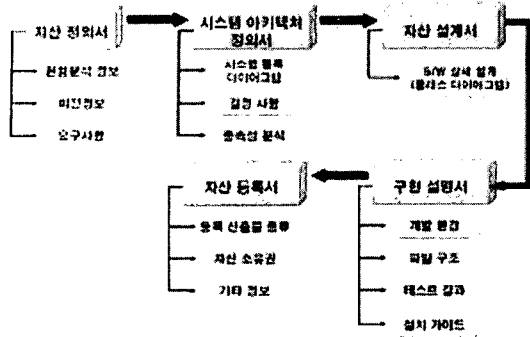 자산 정의서
시스템 아키텍처
정의서
자산 설계서
현황분석 정보
비전정보
요구사항
시스템 블록
다이어그램
결정 사항
종속성 분석
S/W 상세 설계
(클래스 다이어그램)
자산 등록서
구현 설명서
등록 산출물 종류
자산 소유권
기타 정보
개발 환경
파일 구조
테스트 결과
설치 가이드